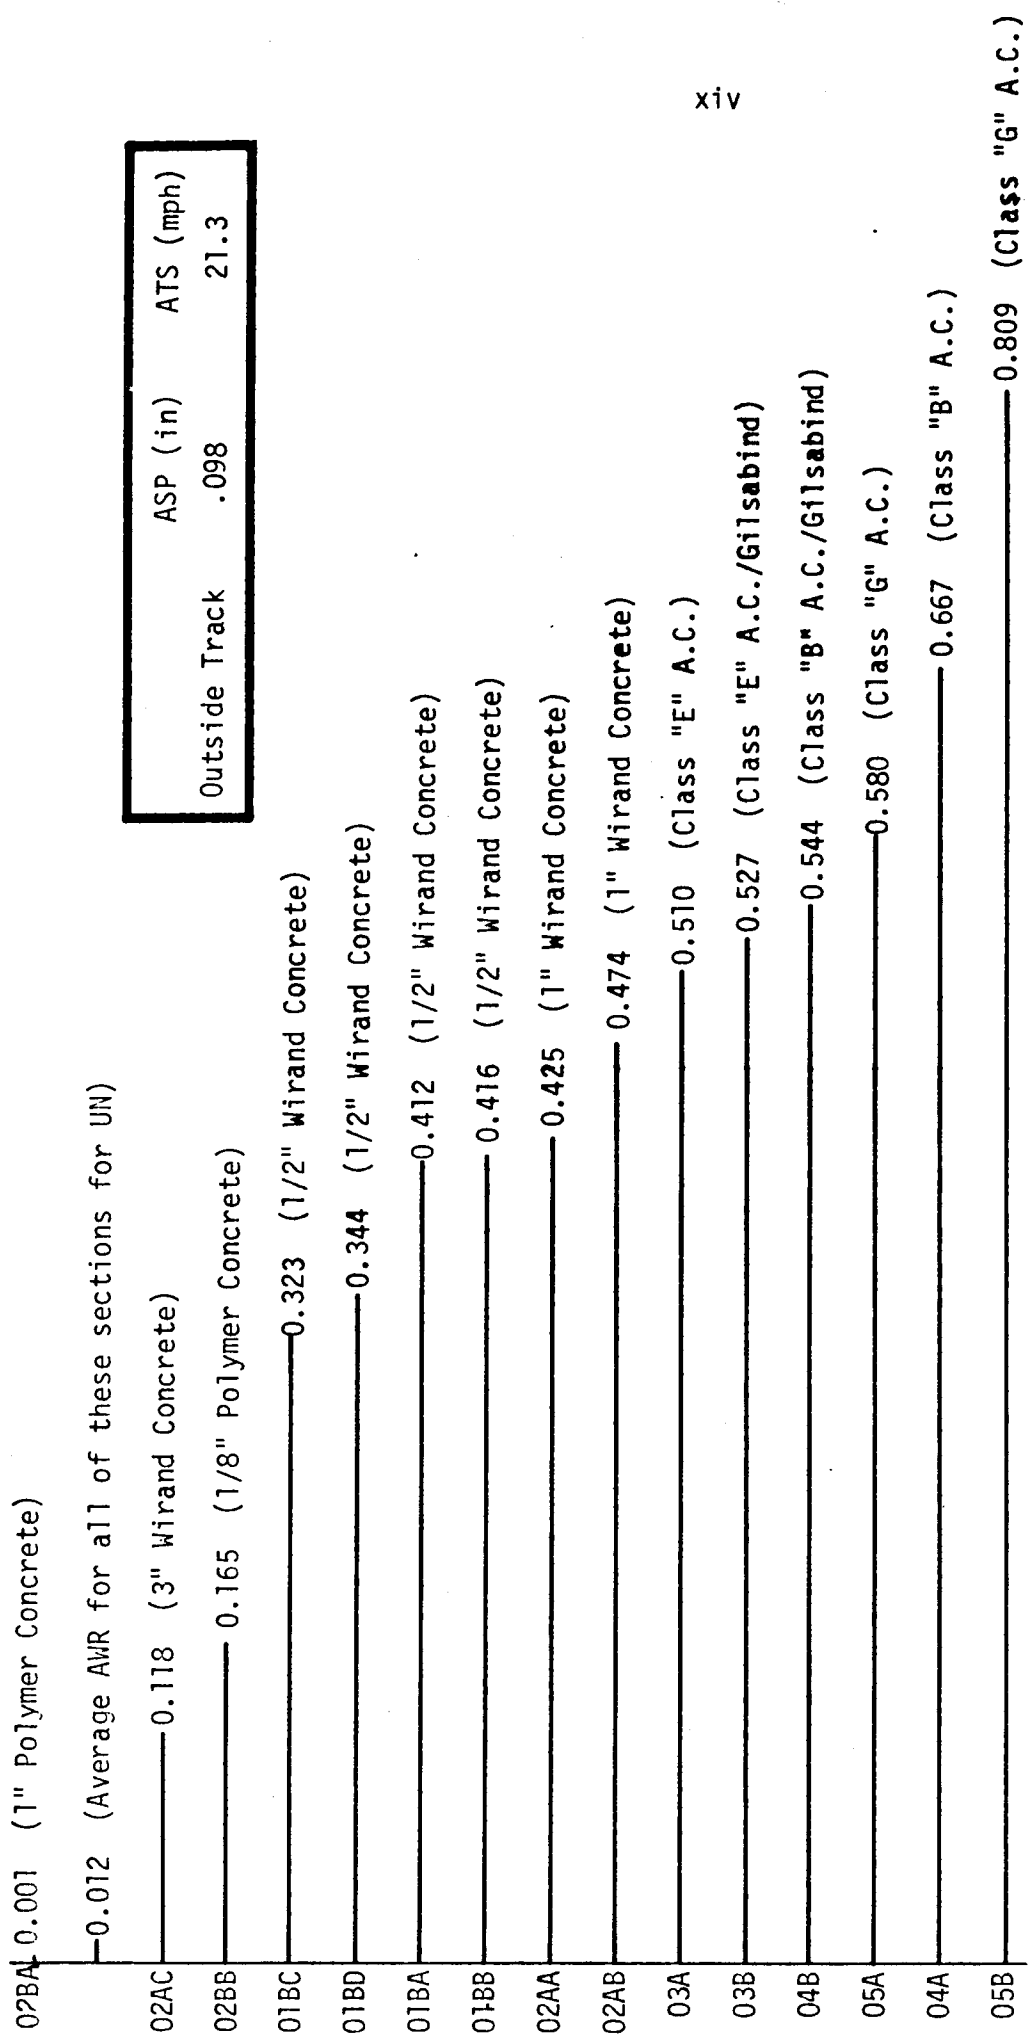 02BA 0.001 (1" Polymer Concrete)
0.012 (Average AWR for all of these sections for UN)
02AC 0.118 (3" Wirand Concrete)
02BB 0.165 (1/8" Polymer Concrete)
01BC 0.323 (1/2" Wirand Concrete)
01BD 0.344 (1/2" Wirand Concrete)
01BA 0.412 (1/2" Wirand Concrete)
01BB 0.416 (1/2" Wirand Concrete)
02AA 0.425 (1" Wirand Concrete)
02AB 0.474 (1" Wirand Concrete)
03A 0.510 (Class "E" A.C.)
03B 0.527 (Class "E" A.C./Gilsabind)
04B 0.544 (Class "B" A.C./Gilsabind)
05A 0.580 (Class "G" A.C.)
04A 0.667 (Class "B" A.C.)
05B 0.809 (Class "G" A.C.)
ASP (in) ATS (mph)
Outside Track .098 21.3
xiv